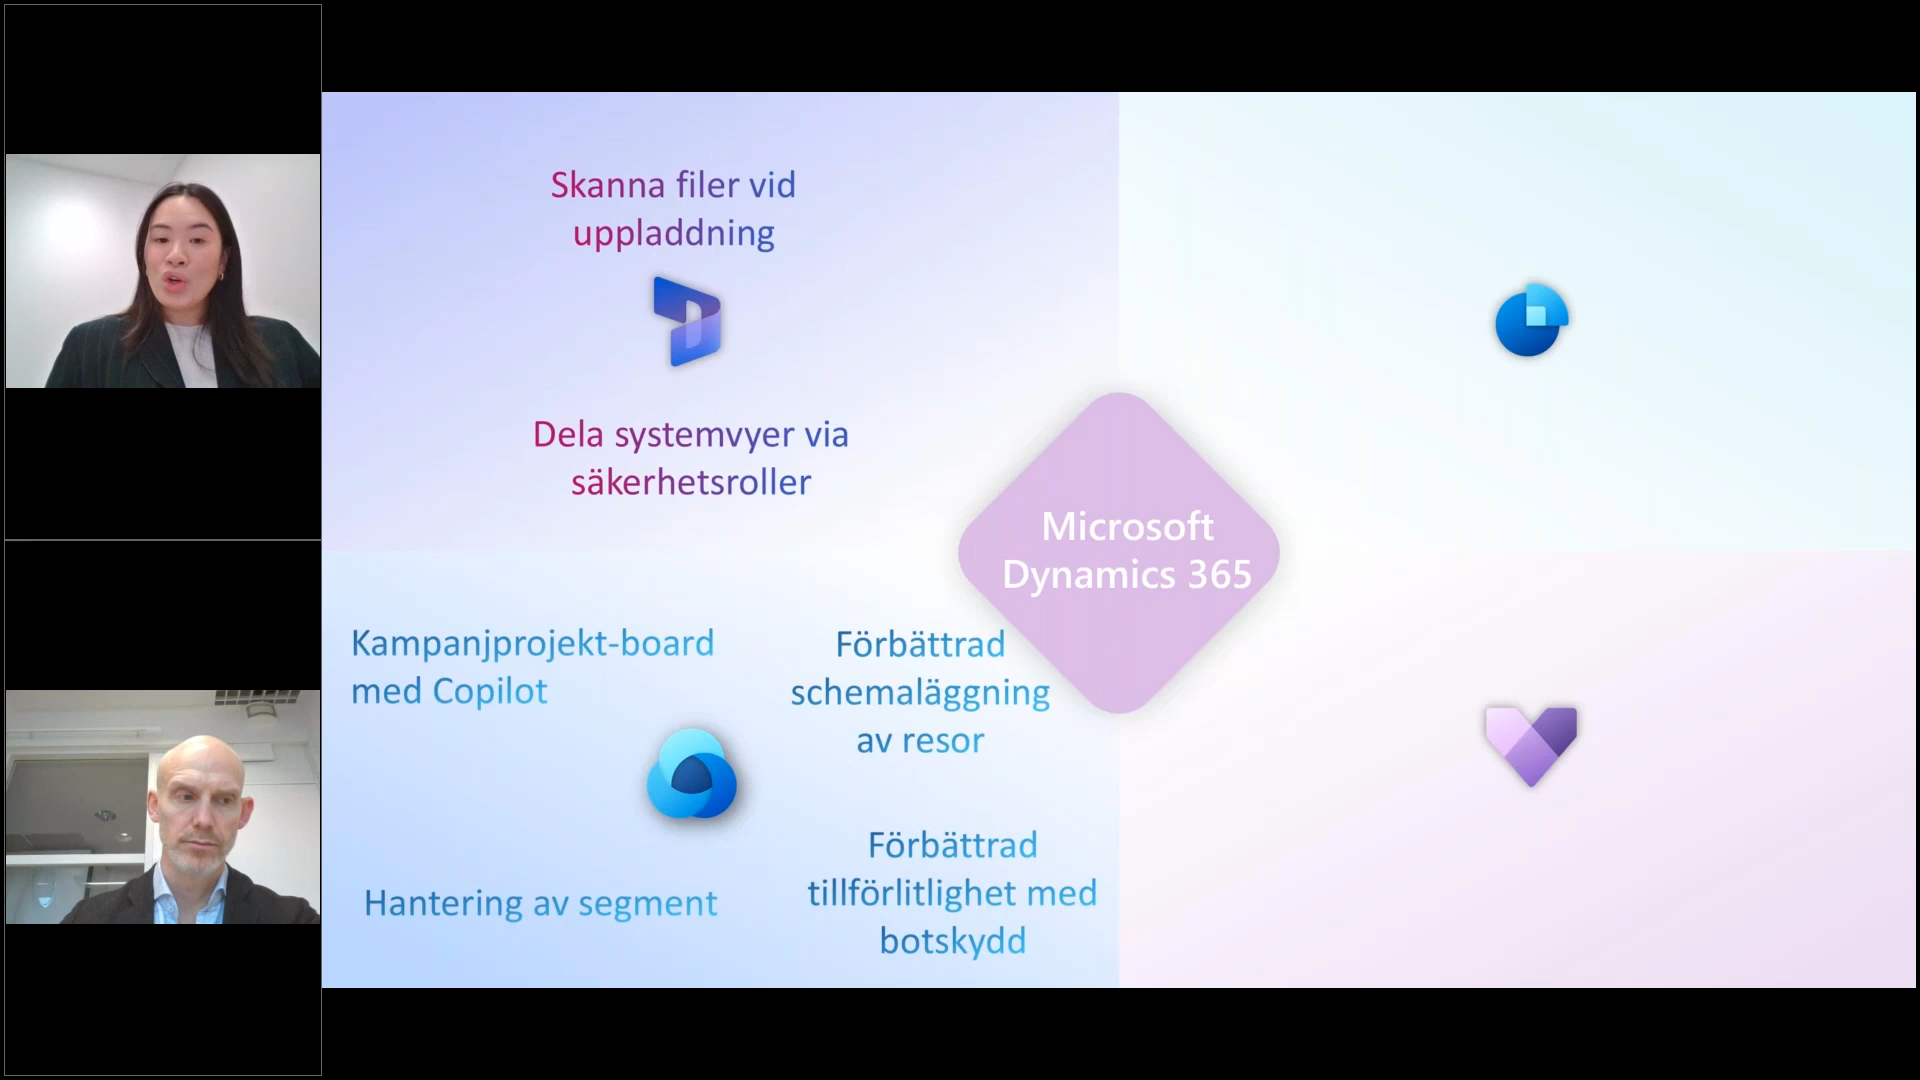 Skanna filer vid
uppladdning
Dela systemvyer via
säkerhetsroller
Microsoft
Dynamics 365
Kampanjprojekt-board
med Copilot
Förbättrad
schemaläggning
av resor
Hantering av segment
Förbättrad
tillförlitlighet med
botskydd